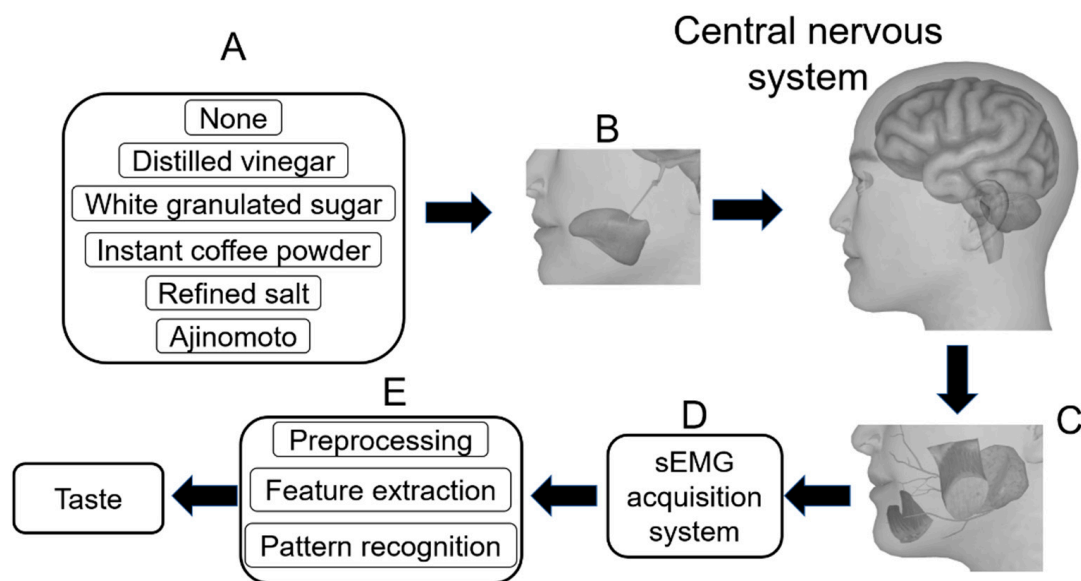 A
None
Distilled vinegar
White granulated sugar
Instant coffee powder
Refined salt
Ajinomoto
B
Central nervous
system
C
D
sEMG
acquisition
system
E
Preprocessing
Feature extraction
Pattern recognition
Taste